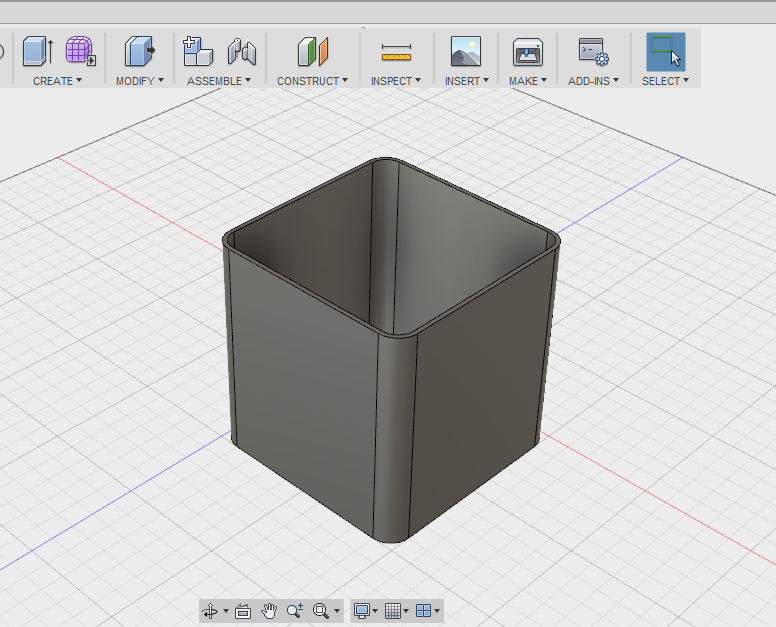 CREATE MODIFY ASSEMBLE CONSTRUCT INSPECT INSERT MAKE ADD-INS SELECT